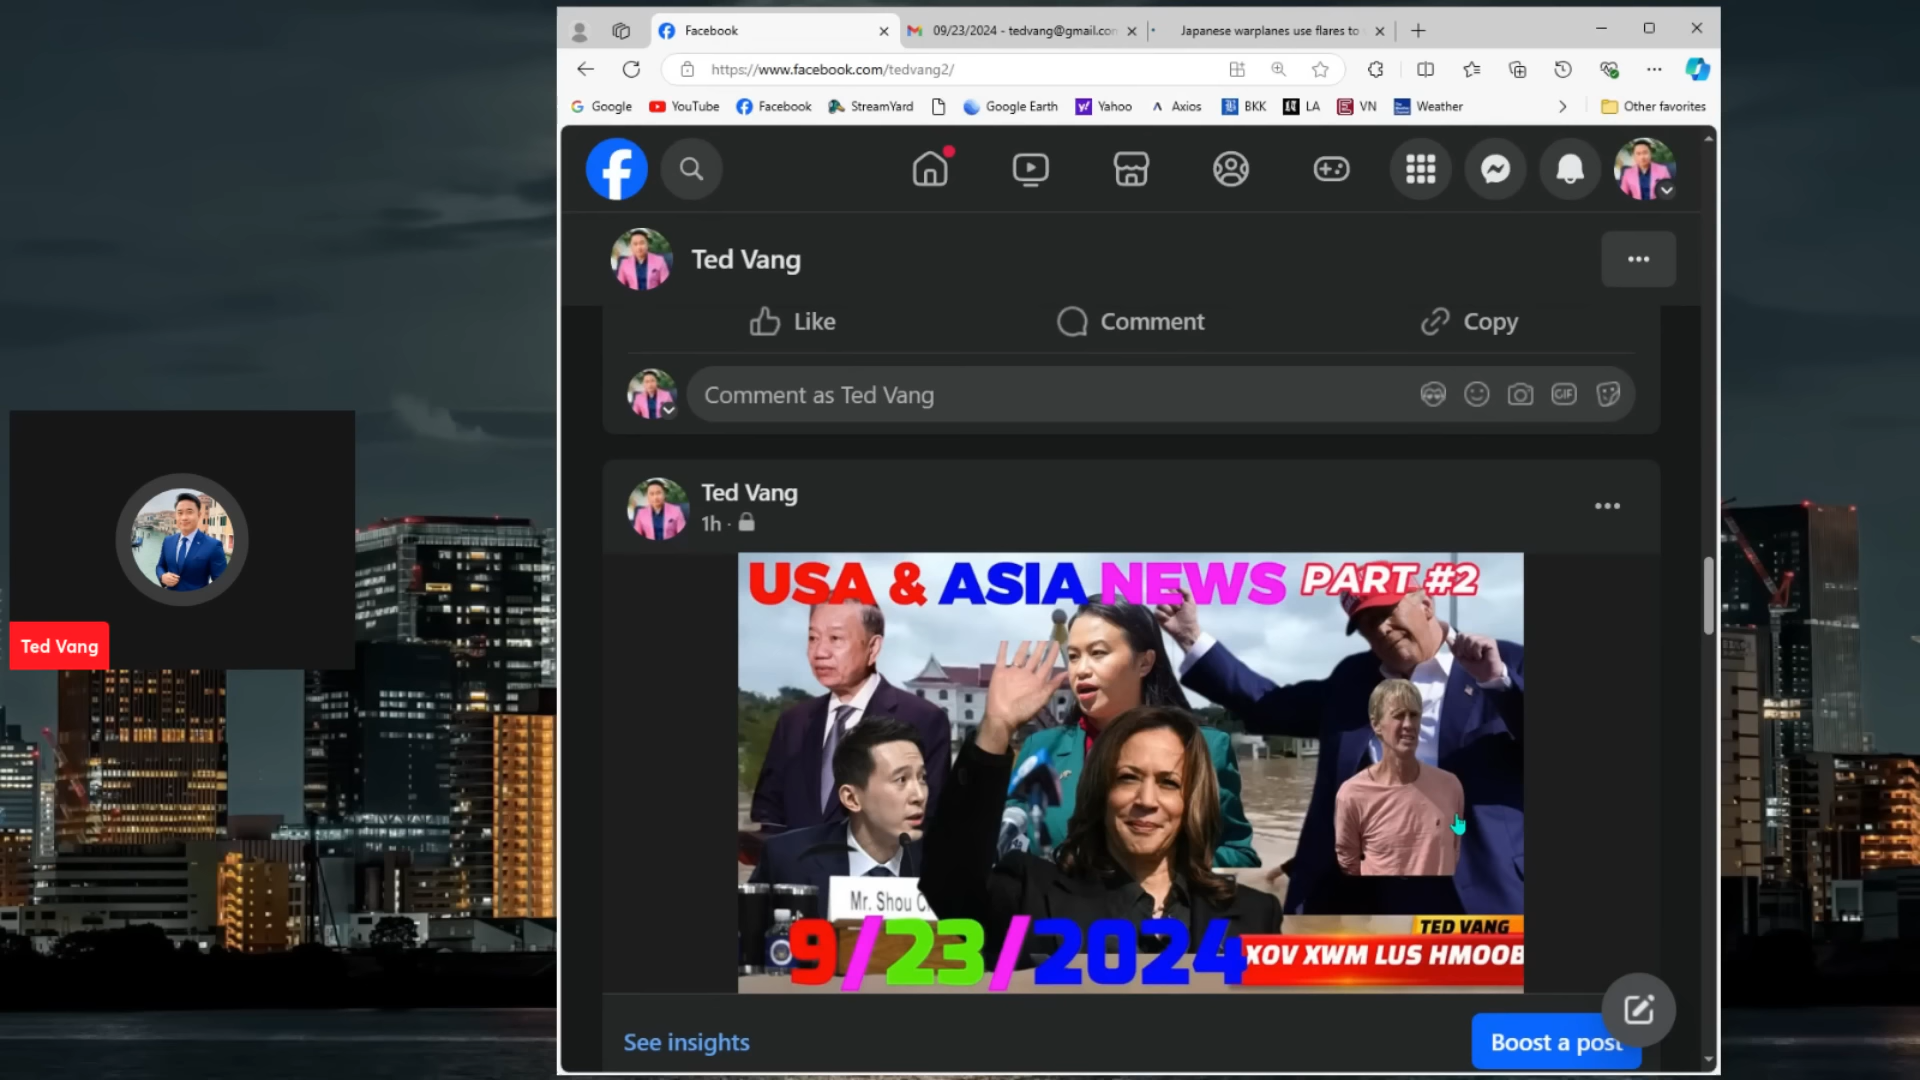 Facebook
09/23/2024 - tedvang@gmail.con
Japanese warplanes use flares to
https://www.facebook.com/tedvang2/
Google
YouTube
Facebook
StreamYard
Google Earth
Yahoo
Axios
BKK
LA
VN
Weather
Other favorites
Ted Vang
Like
Comment
Copy
Comment as Ted Vang
GIF
Ted Vang
1h ·
USA & ASIA NEWS PART #2
Mr. Shou C
9/23/2024
TED VANG
XOV XWM LUS HMOOB
See insights
Boost a post
Ted Vang